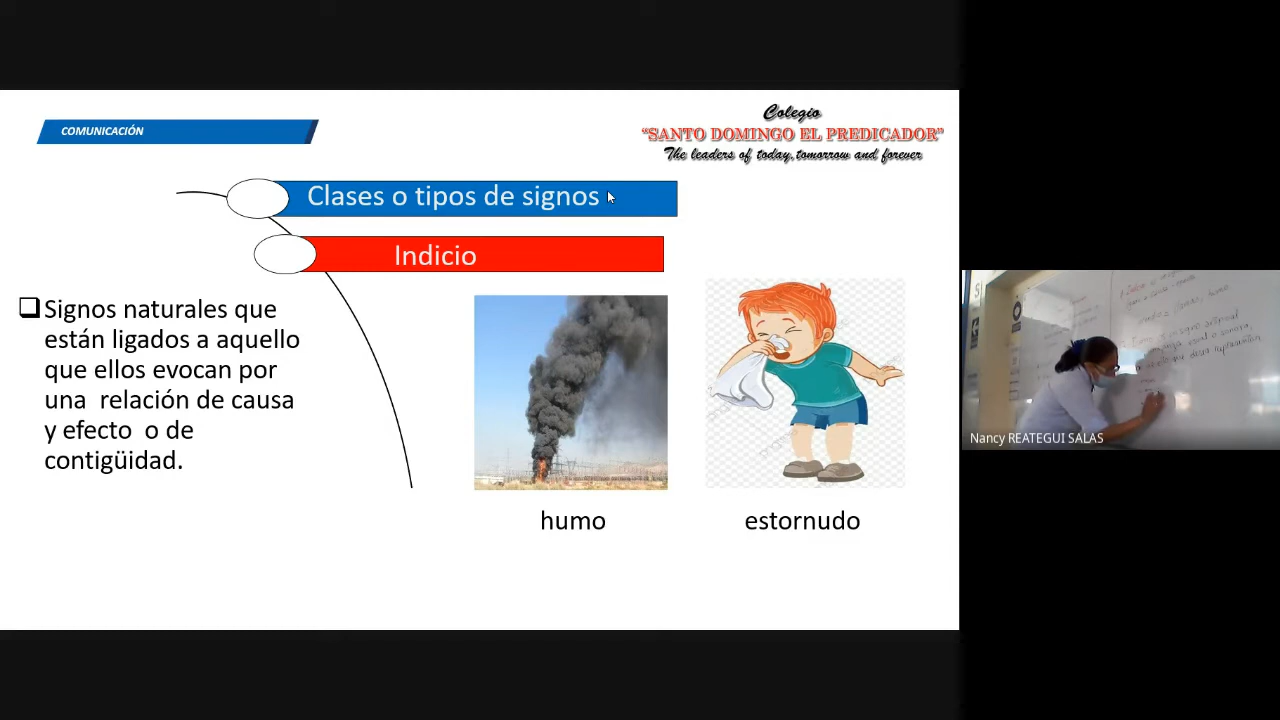 COMUNICACIÓN
Colegio
“SANTO DOMINGO EL PREDICADOR”
The leaders of today, tomorrow and forever
Clases o tipos de signos
Indicio
Signos naturales que
están ligados a aquello
que ellos evocan por
una relación de causa
y efecto o de
contigüidad.
humo
estornudo
Nancy REATEGUI SALAS